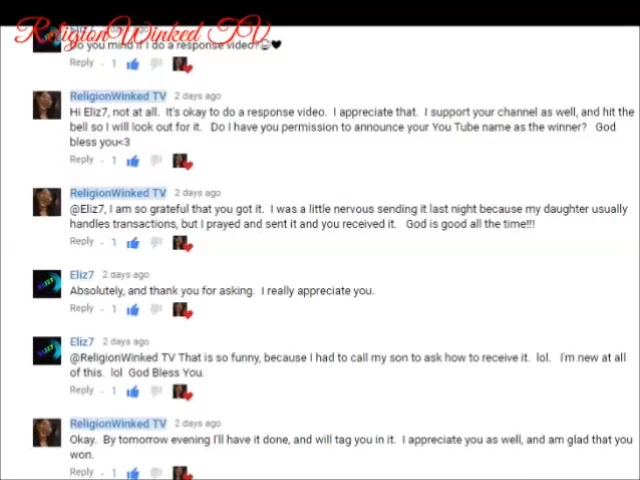 ReligionWinked TV
Eliz7 2 days ago
Do you mind if I do a response video?😊🖤
Reply · 1
ReligionWinked TV 2 days ago
Hi Eliz7, not at all. It's okay to do a response video. I appreciate that. I support your channel as well, and hit the
bell so I will look out for it. Do I have you permission to announce your You Tube name as the winner? God
bless you<3
Reply · 1
ReligionWinked TV 2 days ago
@Eliz7, I am so grateful that you got it. I was a little nervous sending it last night because my daughter usually
handles transactions, but I prayed and sent it and you received it. God is good all the time!!!
Reply · 1
Eliz7 2 days ago
Absolutely, and thank you for asking. I really appreciate you.
Reply · 1
Eliz7 2 days ago
@ReligionWinked TV That is so funny, because I had to call my son to ask how to receive it. lol. I'm new at all
of this. lol God Bless You.
Reply · 1
ReligionWinked TV 2 days ago
Okay. By tomorrow evening I'll have it done, and will tag you in it. I appreciate you as well, and am glad that you
won.
Reply · 1